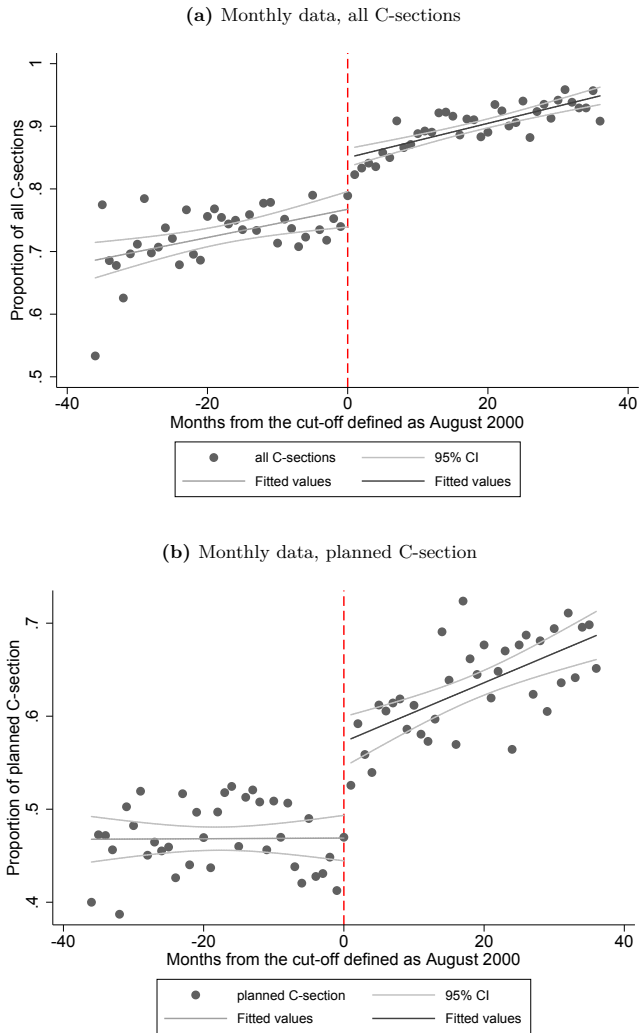 (a) Monthly data, all C-sections
Proportion of all C-sections
1
.9
.8
.7
.6
.5
-40 -20 0 20 40
Months from the cut-off defined as August 2000
all C-sections 95% CI
Fitted values Fitted values
(b) Monthly data, planned C-section
Proportion of planned C-section
.7
.6
.5
.4
-40 -20 0 20 40
Months from the cut-off defined as August 2000
planned C-section 95% CI
Fitted values Fitted values